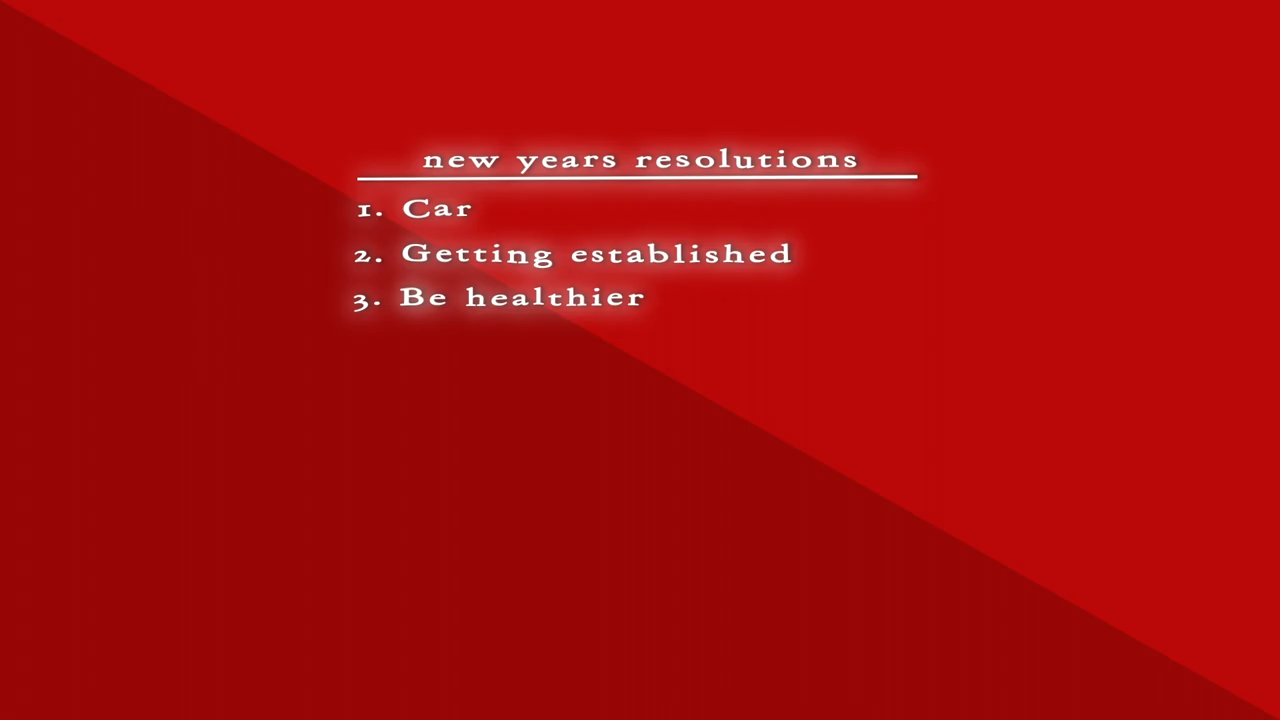 new years resolutions
1. Car
2. Getting established
3. Be healthier